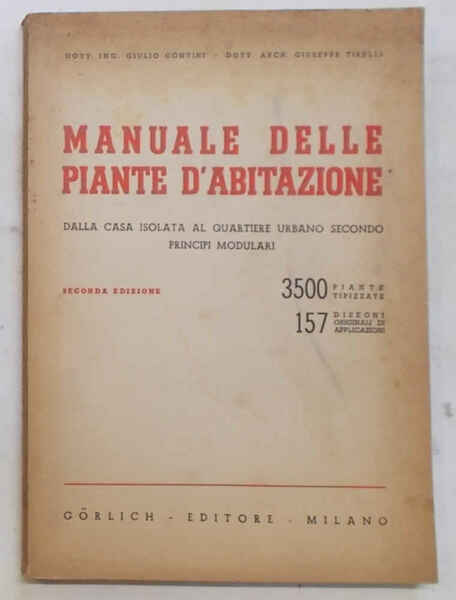 DOTT. ING. GIULIO CONTINI - DOTT. ARCH. GIUSEPPE TIRELLI
MANUALE DELLE
PIANTE D'ABITAZIONE
DALLA CASA ISOLATA AL QUARTIERE URBANO SECONDO
PRINCIPI MODULARI
SECONDA EDIZIONE
3500 PIANTE
TIPIZZATE
157 DISEGNI
ORIGINALI DI
APPLICAZIONI
GÖRLICH - EDITORE - MILANO